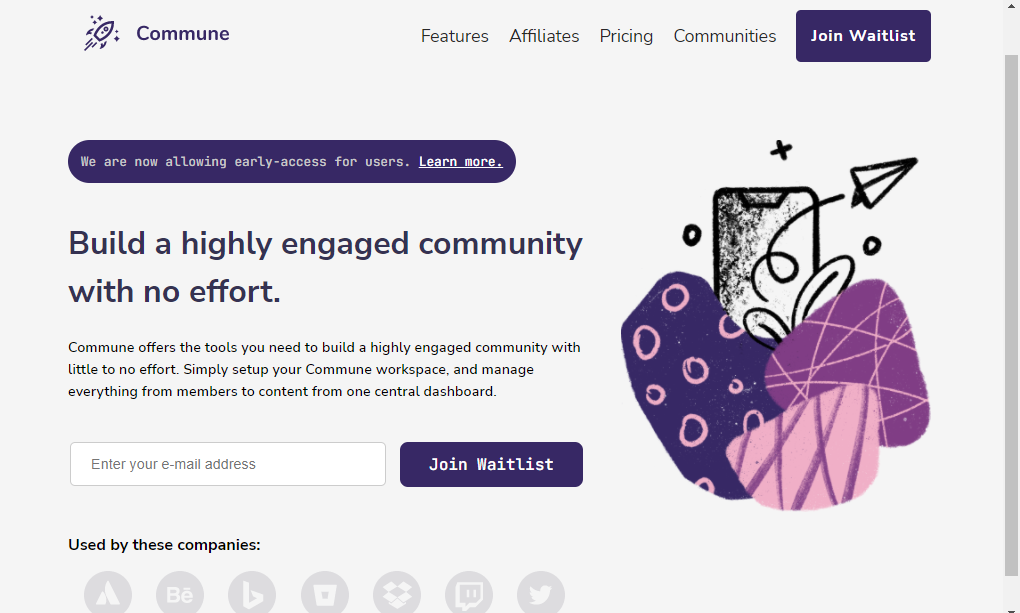 Commune
Features Affiliates Pricing Communities Join Waitlist
We are now allowing early-access for users. Learn more.
Build a highly engaged community
with no effort.
Commune offers the tools you need to build a highly engaged community with
little to no effort. Simply setup your Commune workspace, and manage
everything from members to content from one central dashboard.
Enter your e-mail address
Join Waitlist
Used by these companies:
Bē